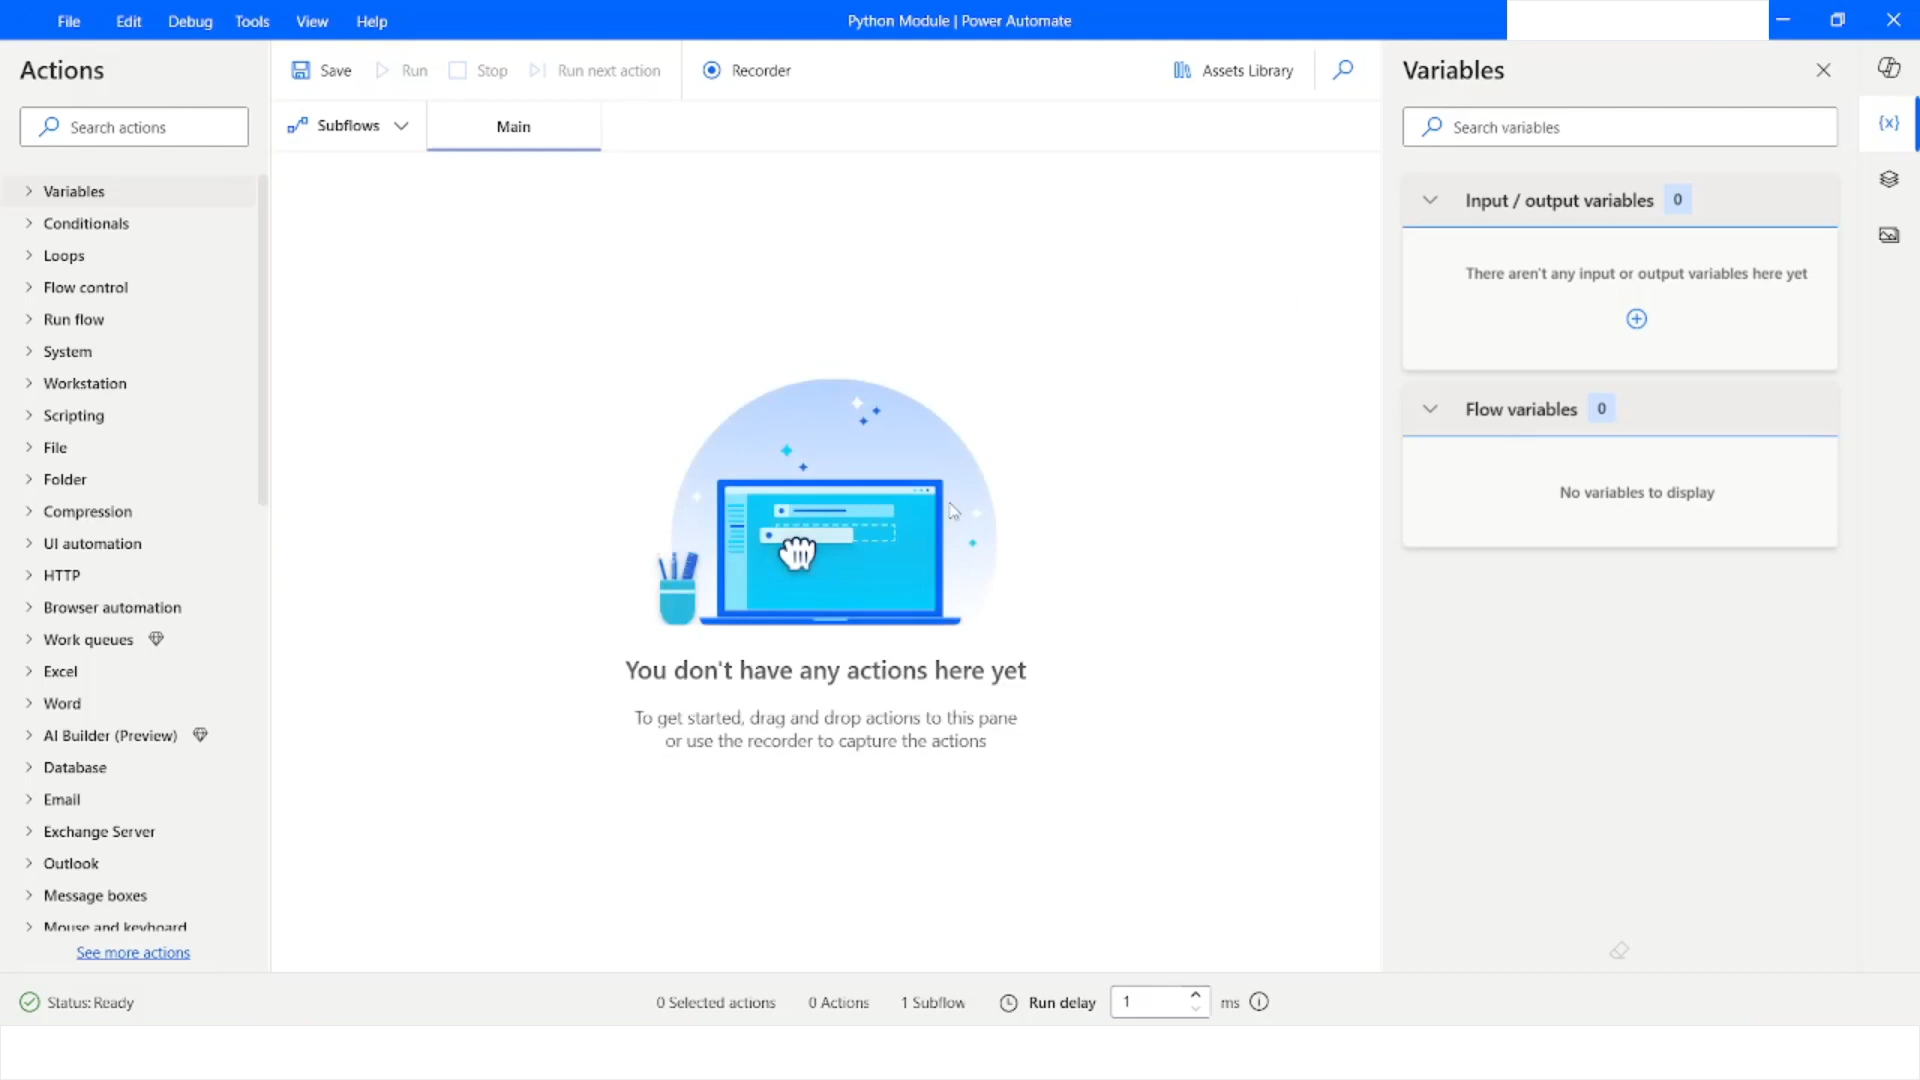 File Edit Debug Tools View Help
Python Module | Power Automate
Actions
Search actions
Variables
Conditionals
Loops
Flow control
Run flow
System
Workstation
Scripting
File
Folder
Compression
UI automation
HTTP
Browser automation
Work queues
Excel
Word
AI Builder (Preview)
Database
Email
Exchange Server
Outlook
Message boxes
Mouse and keyboard
See more actions
Save Run Stop Run next action Recorder Assets Library
Subflows Main
You don't have any actions here yet
To get started, drag and drop actions to this pane
or use the recorder to capture the actions
Variables
Search variables
{x}
Input / output variables 0
There aren't any input or output variables here yet
Flow variables 0
No variables to display
Status: Ready 0 Selected actions 0 Actions 1 Subflow Run delay 1 ms